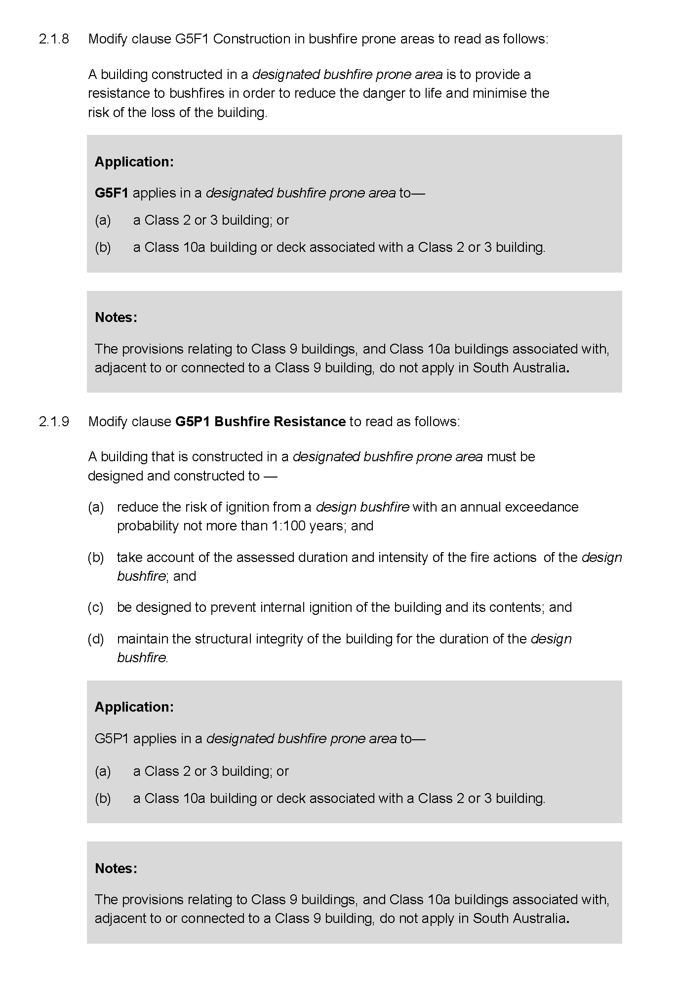 2.1.8 Modify clause G5F1 Construction in bushfire prone areas to read as follows:
A building constructed in a designated bushfire prone area is to provide a
resistance to bushfires in order to reduce the danger to life and minimise the
risk of the loss of the building.
Application:
G5F1 applies in a designated bushfire prone area to—
(a) a Class 2 or 3 building; or
(b) a Class 10a building or deck associated with a Class 2 or 3 building.
Notes:
The provisions relating to Class 9 buildings, and Class 10a buildings associated with,
adjacent to or connected to a Class 9 building, do not apply in South Australia.
2.1.9 Modify clause G5P1 Bushfire Resistance to read as follows:
A building that is constructed in a designated bushfire prone area must be
designed and constructed to —
(a) reduce the risk of ignition from a design bushfire with an annual exceedance
probability not more than 1:100 years; and
(b) take account of the assessed duration and intensity of the fire actions of the design
bushfire; and
(c) be designed to prevent internal ignition of the building and its contents; and
(d) maintain the structural integrity of the building for the duration of the design
bushfire.
Application:
G5P1 applies in a designated bushfire prone area to—
(a) a Class 2 or 3 building; or
(b) a Class 10a building or deck associated with a Class 2 or 3 building.
Notes:
The provisions relating to Class 9 buildings, and Class 10a buildings associated with,
adjacent to or connected to a Class 9 building, do not apply in South Australia.